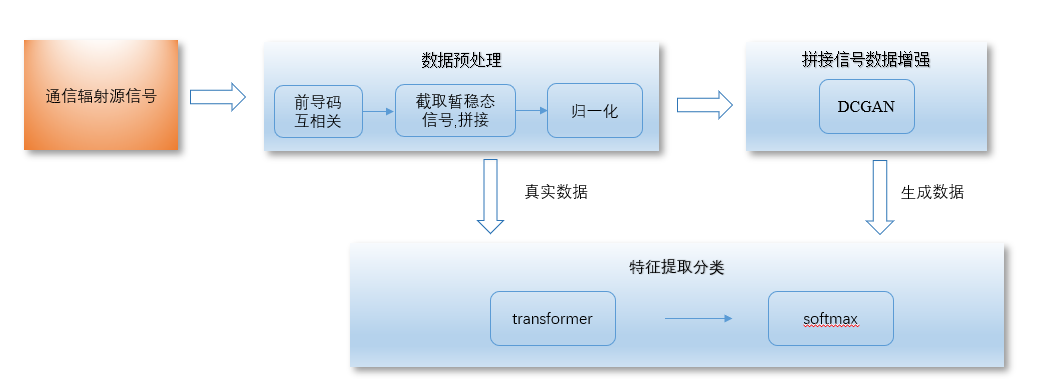 通信辐射源信号
数据预处理
前导码
互相关
截取暂稳态
信号,拼接
归一化
拼接信号数据增强
DCGAN
真实数据
生成数据
特征提取分类
transformer
softmax